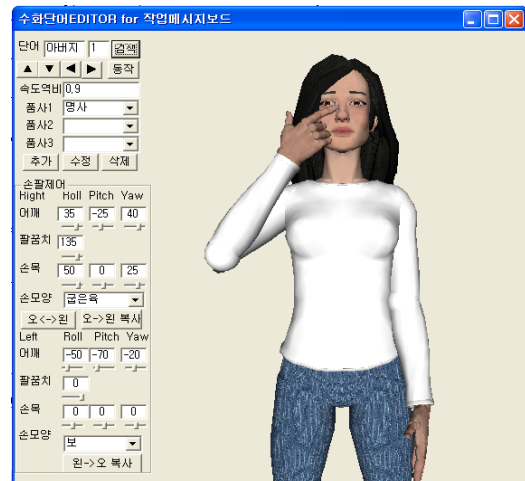 수화단어EDITOR for 작업메시지보드
단어 아버지 1 검색
▲ ▼ ◀ ▶ 동작
속도역비 0,9
품사1 명사
품사2
품사3
추가 수정 삭제
손팔제어
Right Roll Pitch Yaw
어깨 35 -25 40
팔꿈치 135
손목 50 0 25
손모양 굽은육
오<->왼 오->왼 복사
Left Roll Pitch Yaw
어깨 -50 -70 -20
팔꿈치 0
손목 0 0 0
손모양 보
왼->오 복사